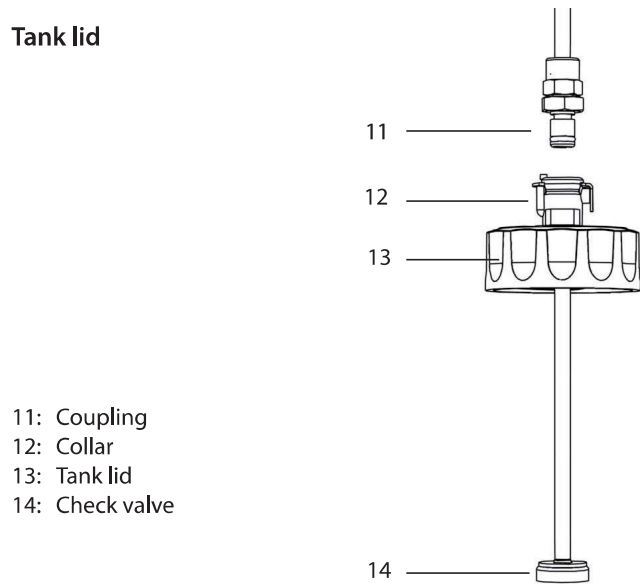 Tank lid
11
12
13
11: Coupling
12: Collar
13: Tank lid
14: Check valve
14